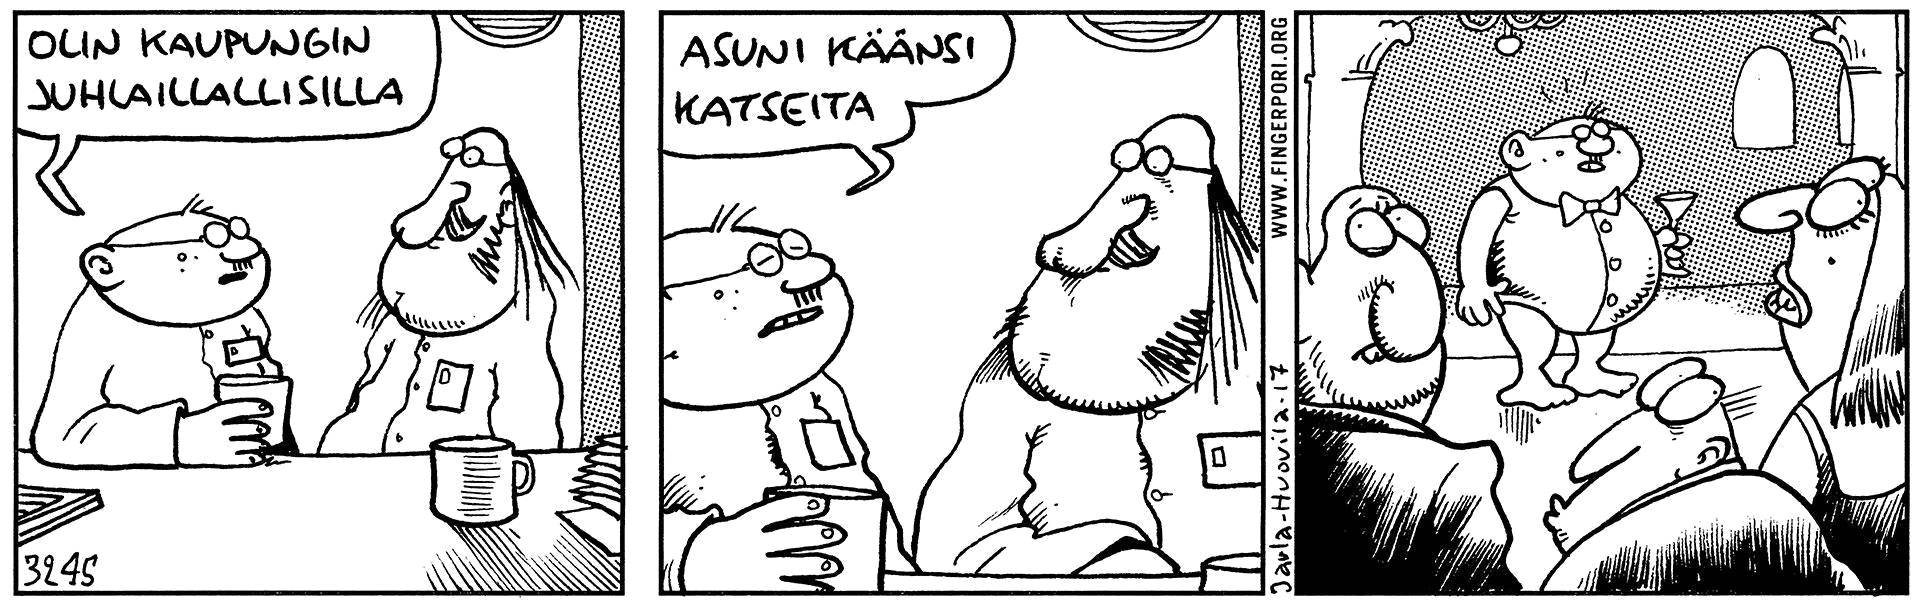 OLIN KAUPUNGIN
JUHLAILLALLISILLA
3245
ASUNI KÄÄNSI
KATSEITA
WWW.FINGERPORI.ORG
Jarla-Huovila.17